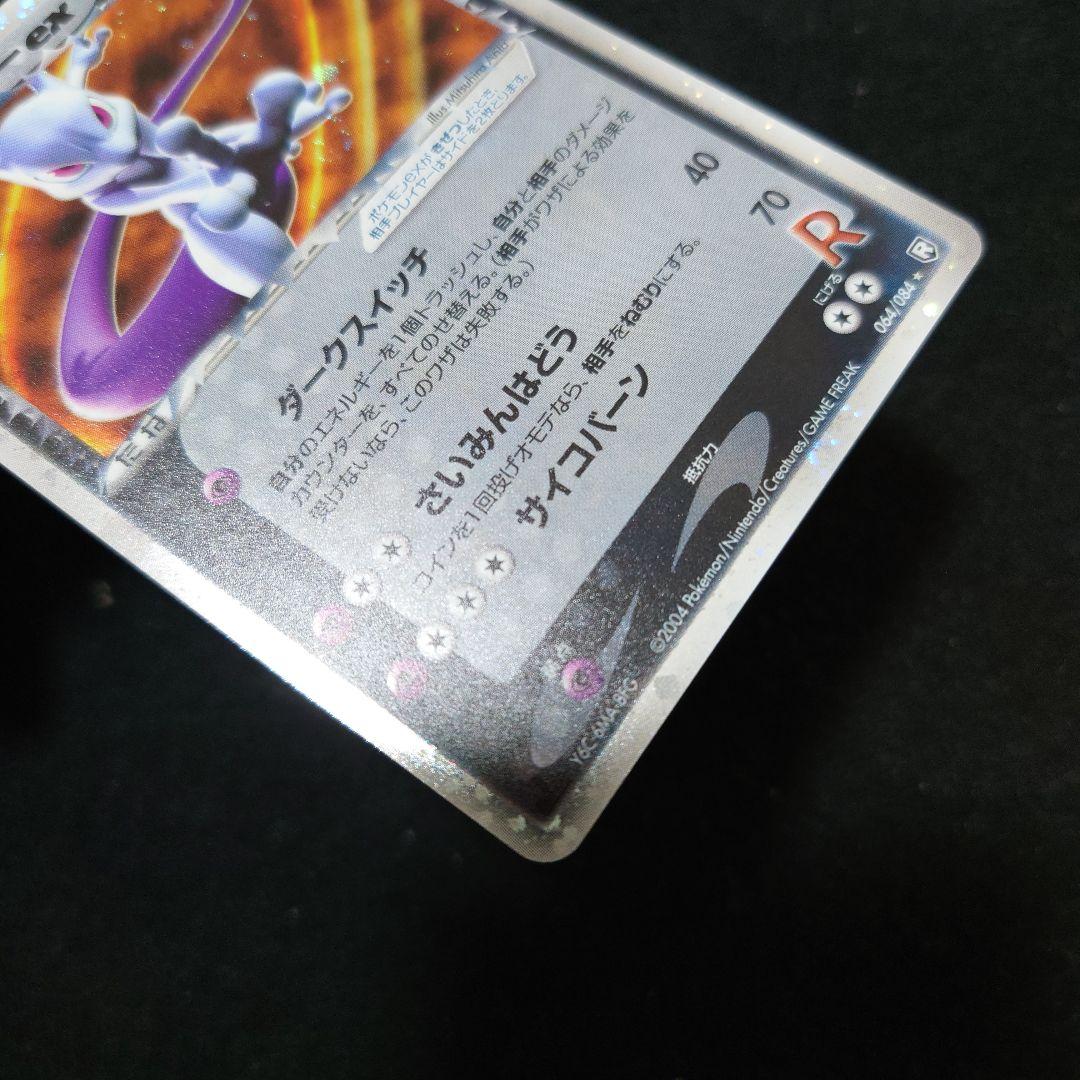 ex
illus.Mitsuhiro Arita
ポケモンexがきぜつしたとき
相手プレイヤーはサイドを2枚とります。
たね
ダークスイッチ
自分のエネルギーを1個トラッシュし、自分と相手のダメージ
カウンターを、すべてのせ替える。(相手がワザによる効果を
受けないなら、このワザは失敗する。)
さいみんはどう 40
コインを1回投げオモテなら、相手をねむりにする。
サイコバーン 70
R
弱点
抵抗力
にげる
Y6C-6MA-8FG
©2004 Pokémon/Nintendo/Creatures/GAME FREAK
064/084 ★ R